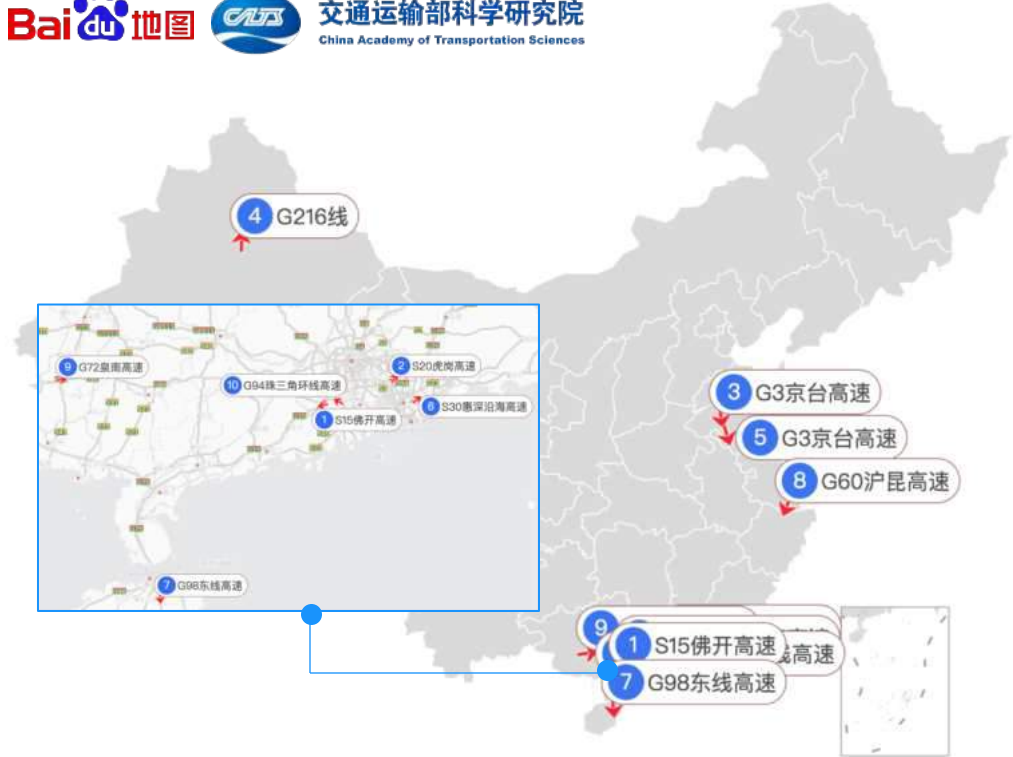 Bai du 地图
CATS
交通运输部科学研究院
China Academy of Transportation Sciences
4 G216线
9 G72泉南高速
2 S20虎岗高速
10 G94珠三角环线高速
6 S30惠深沿海高速
1 S15佛开高速
3 G3京台高速
5 G3京台高速
8 G60沪昆高速
7 G98东线高速
9
1 S15佛开高速
线高速
7 G98东线高速